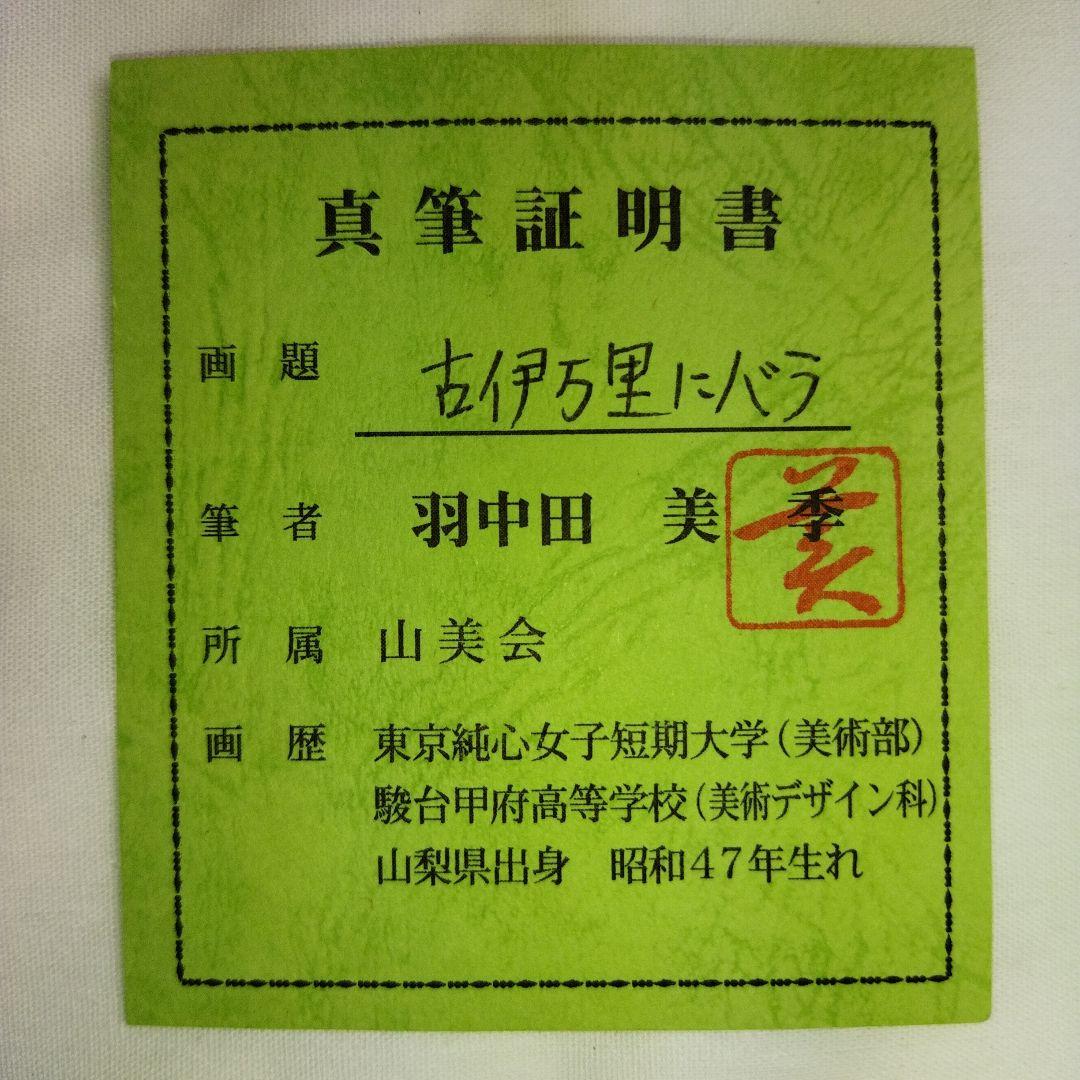 真筆証明書
画題 古伊万里にバラ
筆者 羽中田 美季
所属 山美会
画歴 東京純心女子短期大学(美術部)
駿台甲府高等学校(美術デザイン科)
山梨県出身 昭和47年生れ
美